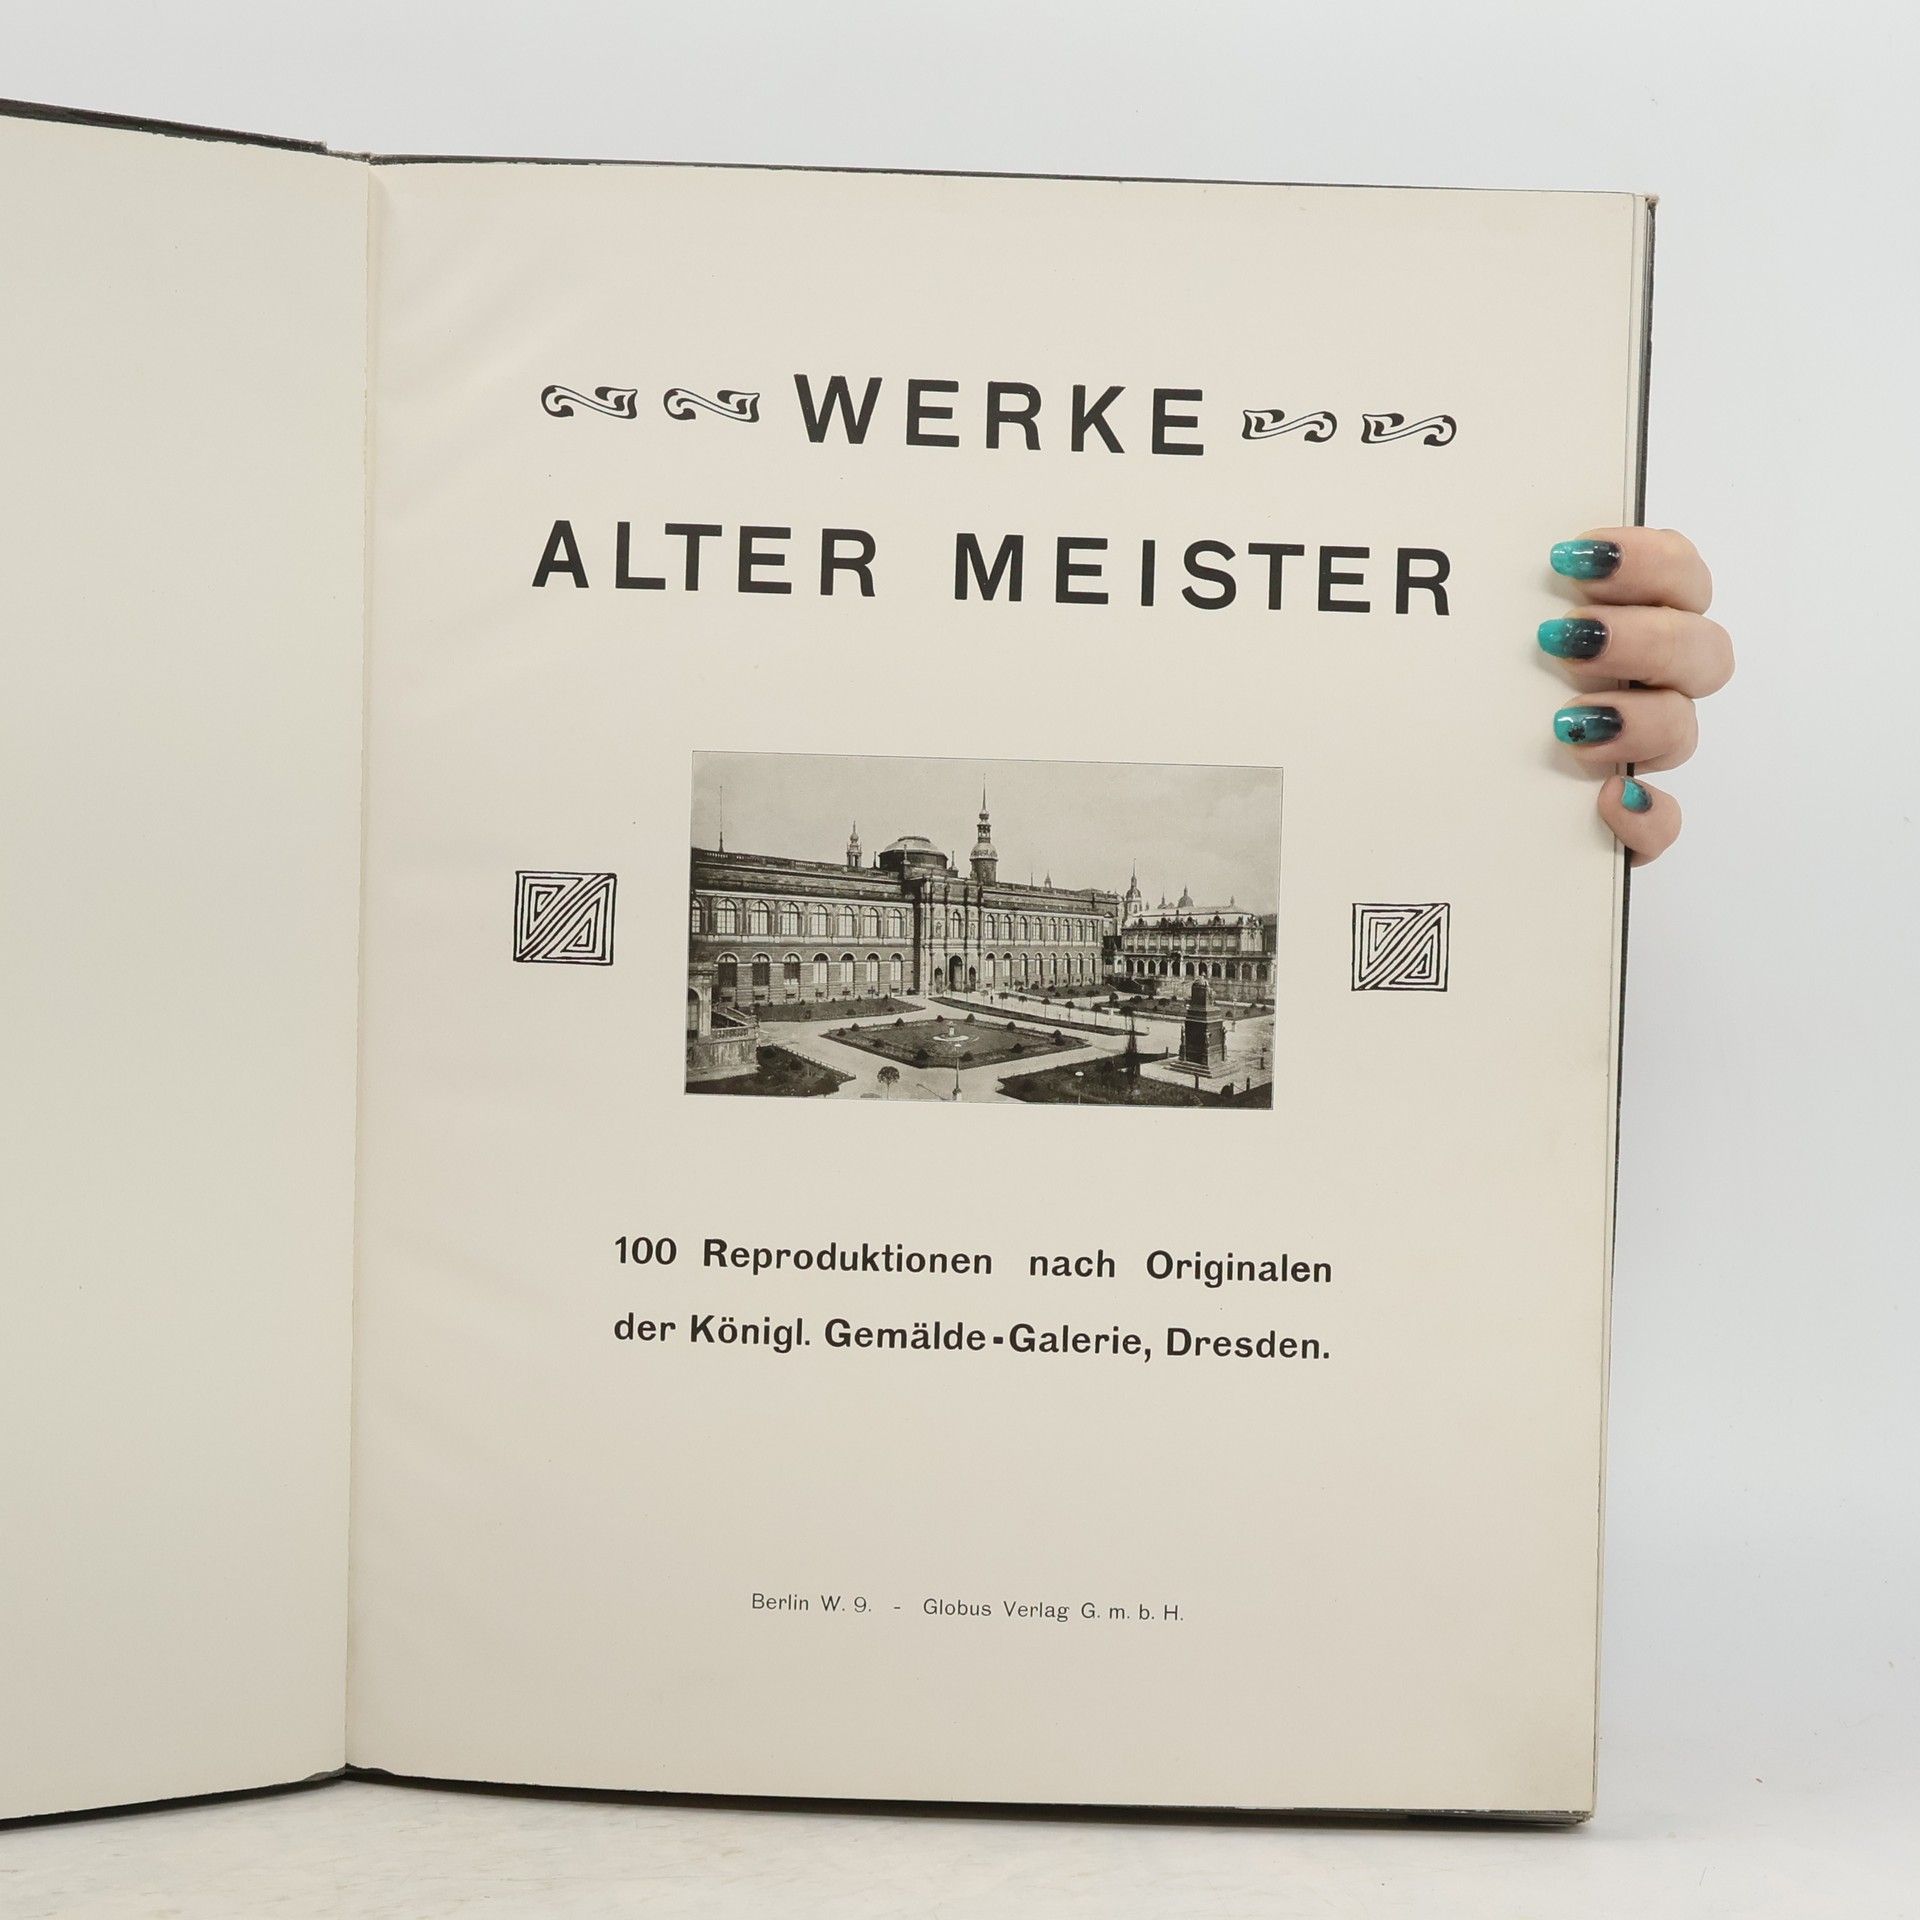 WERKE
ALTER MEISTER
100 Reproduktionen nach Originalen
der Königl. Gemälde-Galerie, Dresden.
Berlin W. 9. - Globus Verlag G. m. b. H.